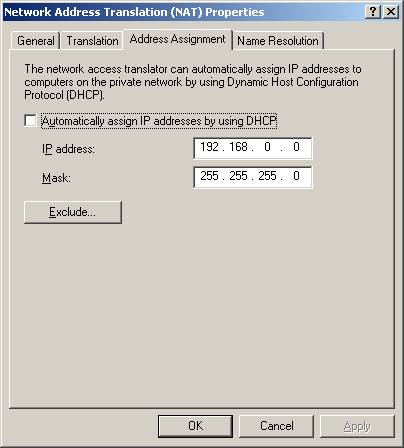 Network Address Translation (NAT) Properties
General Translation Address Assignment Name Resolution
The network access translator can automatically assign IP addresses to
computers on the private network by using Dynamic Host Configuration
Protocol (DHCP).
Automatically assign IP addresses by using DHCP
IP address: 192 . 168 . 0 . 0
Mask: 255 . 255 . 255 . 0
Exclude...
OK Cancel Apply